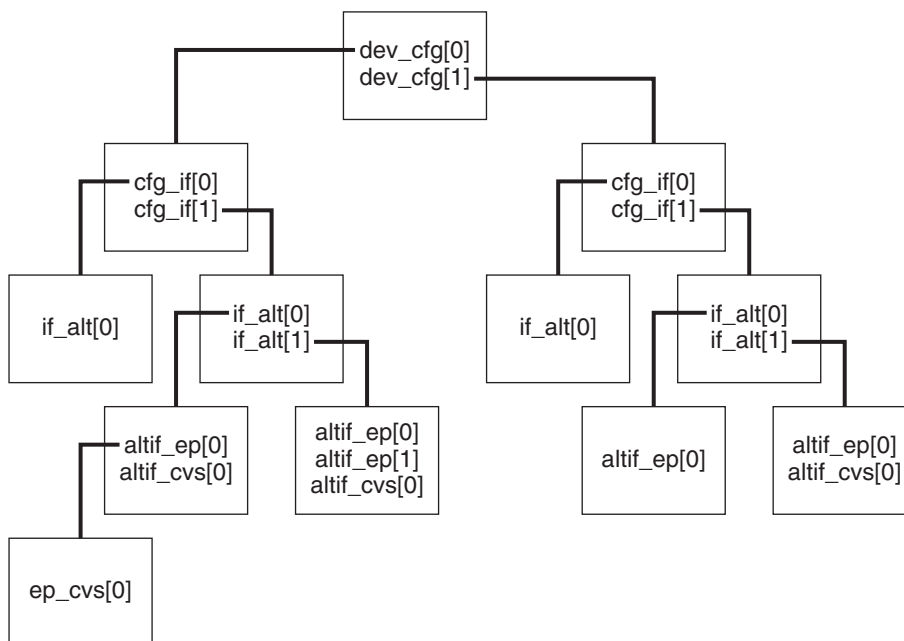 dev_cfg[0]
dev_cfg[1]
cfg_if[0]
cfg_if[1]
cfg_if[0]
cfg_if[1]
if_alt[0]
if_alt[0]
if_alt[1]
if_alt[0]
if_alt[0]
if_alt[1]
altif_ep[0]
altif_cvs[0]
altif_ep[0]
altif_ep[1]
altif_cvs[0]
altif_ep[0]
altif_ep[0]
altif_cvs[0]
ep_cvs[0]